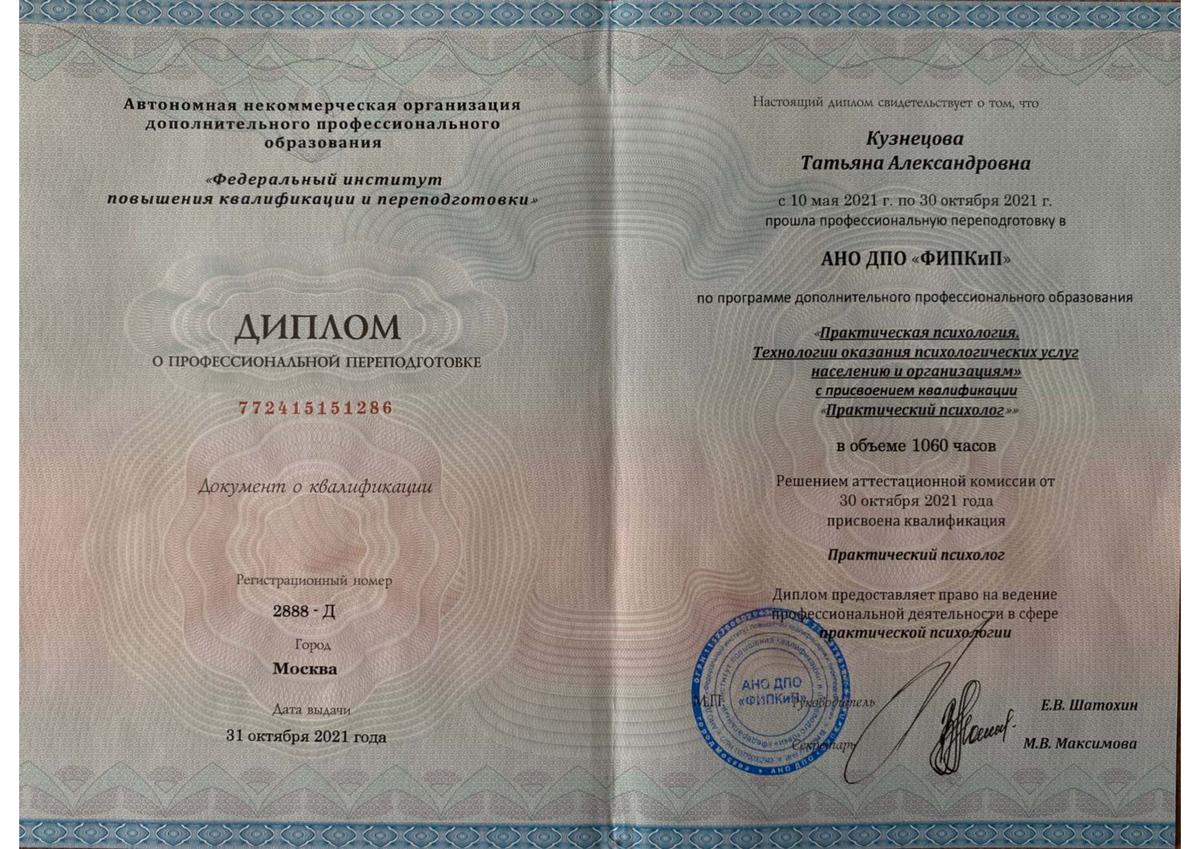 Автономная некоммерческая организация
дополнительного профессионального
образования
«Федеральный институт
повышения квалификации и переподготовки»
ДИПЛОМ
О ПРОФЕССИОНАЛЬНОЙ ПЕРЕПОДГОТОВКЕ
772415151286
Документ о квалификации
Регистрационный номер
2888 - Д
Город
Москва
Дата выдачи
31 октября 2021 года
Настоящий диплом свидетельствует о том, что
Кузнецова
Татьяна Александровна
с 10 мая 2021 г. по 30 октября 2021 г.
прошла профессиональную переподготовку в
АНО ДПО «ФИПКиП»
по программе дополнительного профессионального образования
«Практическая психология.
Технологии оказания психологических услуг
населению и организациям»
с присвоением квалификации
«Практический психолог»»
в объеме 1060 часов
Решением аттестационной комиссии от
30 октября 2021 года
присвоена квалификация
Практический психолог
Диплом предоставляет право на ведение
профессиональной деятельности в сфере
практической психологии
АНО ДПО
«ФИПКиП»
М.П.
Руководитель
Е.В. Шатохин
Секретарь
М.В. Максимова